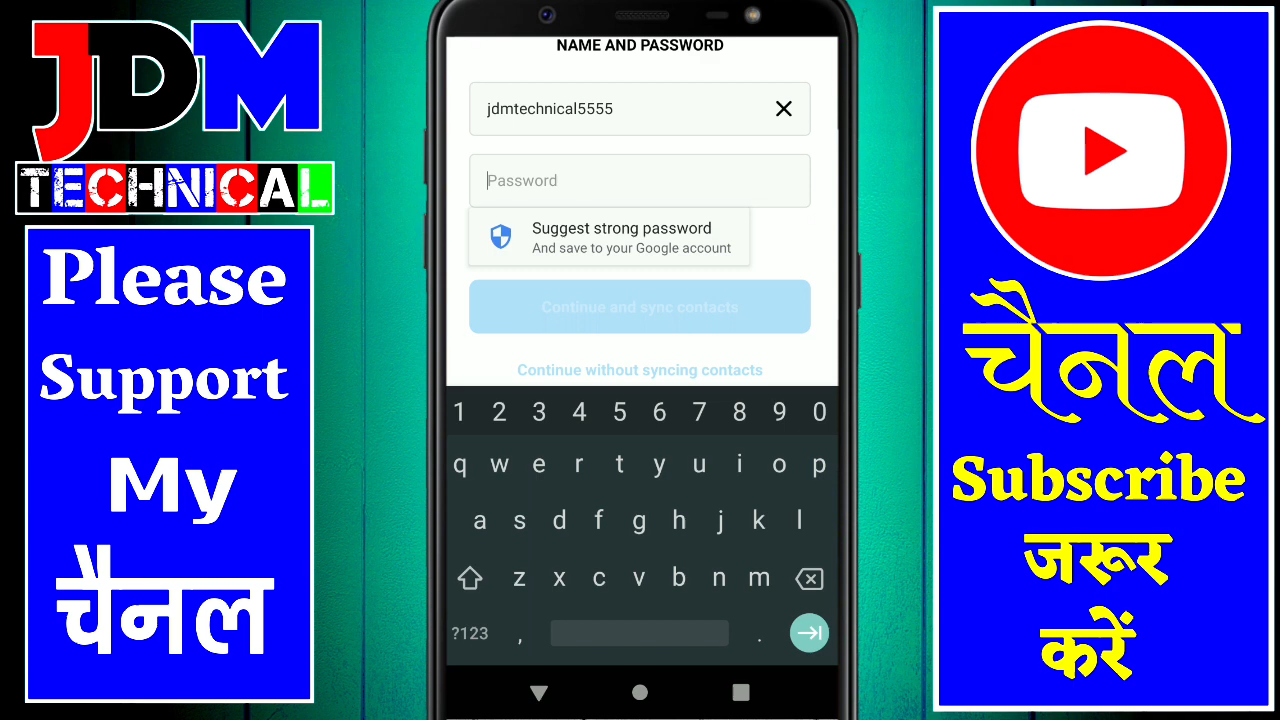 JDM
TECHNICAL
Please
Support
My
चैनल
NAME AND PASSWORD
jdmtechnical5555
Password
Suggest strong password
And save to your Google account
Continue and sync contacts
Continue without syncing contacts
1 2 3 4 5 6 7 8 9 0
q w e r t y u i o p
a s d f g h j k l
z x c v b n m
?123 , .
चैनल
Subscribe
जरूर
करें